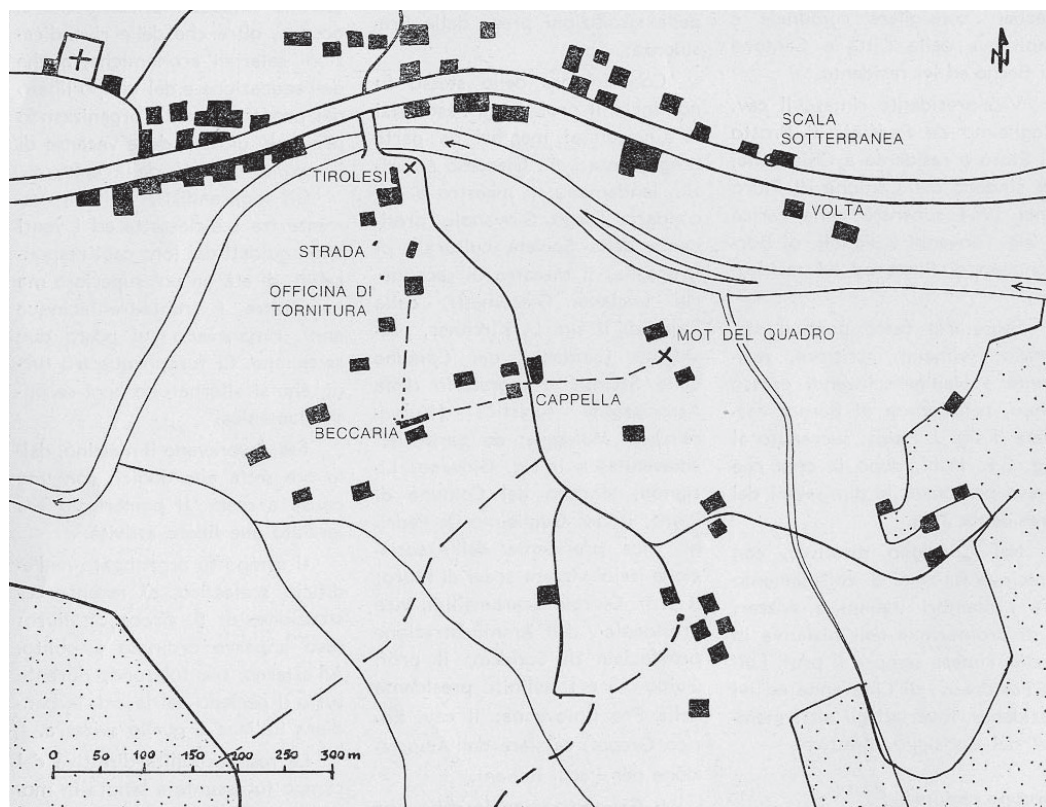 N
SCALA
SOTTERRANEA
TIROLESI
VOLTA
STRADA
OFFICINA DI
TORNITURA
MOT DEL QUADRO
CAPPELLA
BECCARIA
0 50 100 150 200 300 m